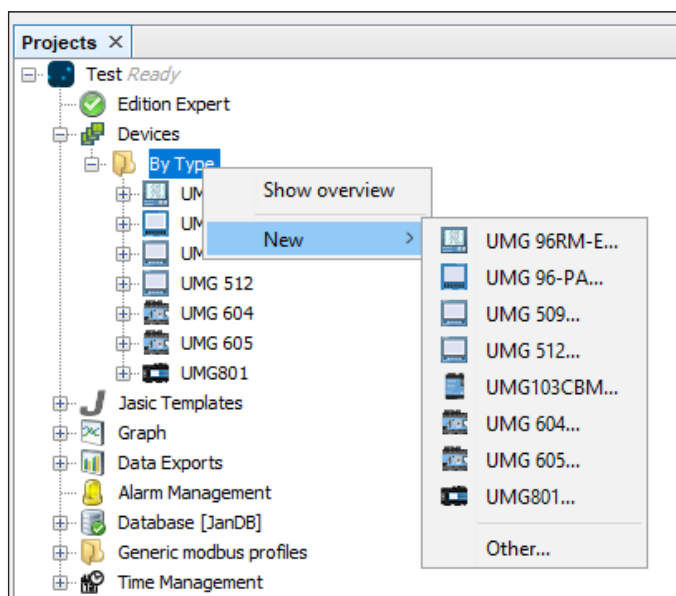 Projects ×
Test Ready
Edition Expert
Devices
By Type
UM
UM
UM
UMG 512
UMG 604
UMG 605
UMG801
Jasic Templates
Graph
Data Exports
Alarm Management
Database [JanDB]
Generic modbus profiles
Time Management
Show overview
New >
UMG 96RM-E...
UMG 96-PA...
UMG 509...
UMG 512...
UMG103CBM...
UMG 604...
UMG 605...
UMG801...
Other...